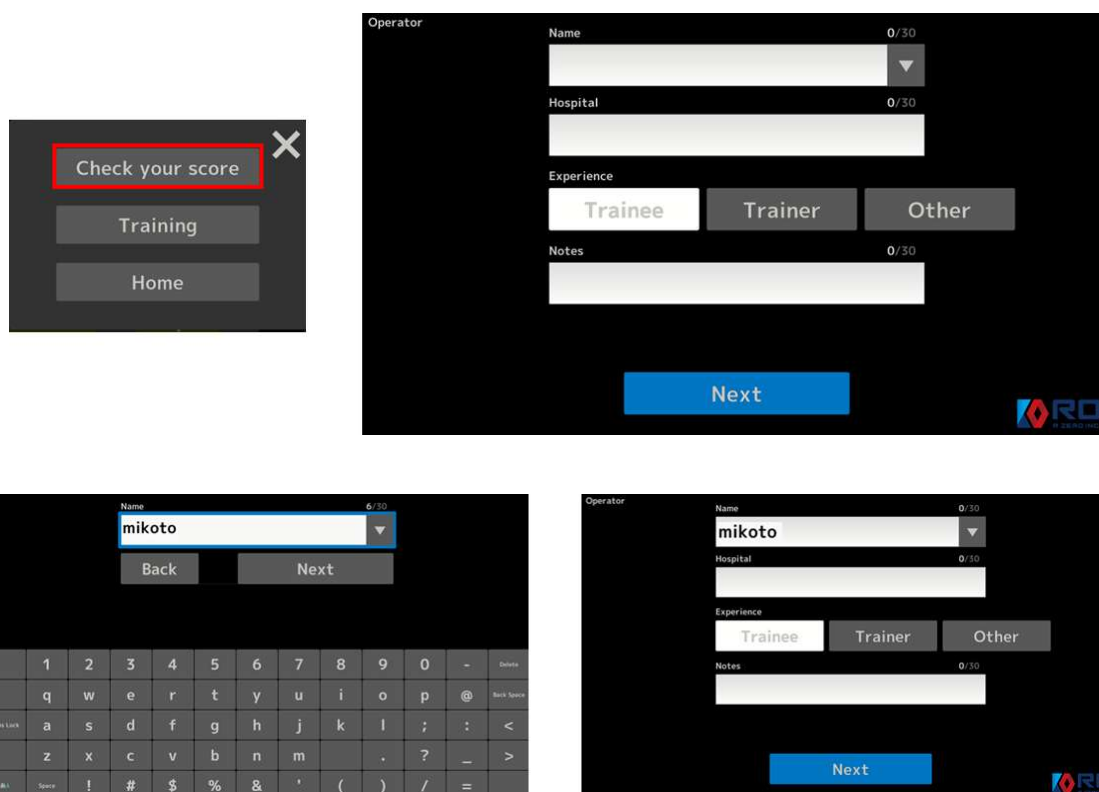 Check your score
Training
Home
Operator
Name 0/30
Hospital 0/30
Experience
Trainee Trainer Other
Notes 0/30
Next
Name 6/30
mikoto
Back Next
1 2 3 4 5 6 7 8 9 0 - Delete
q w e r t y u i o p @ Back Space
a s d f g h j k l ; : <
z x c v b n m . ? _ >
Space ! # $ % & ' ( ) / =
Operator
Name 0/30
mikoto
Hospital 0/30
Experience
Trainee Trainer Other
Notes 0/30
Next